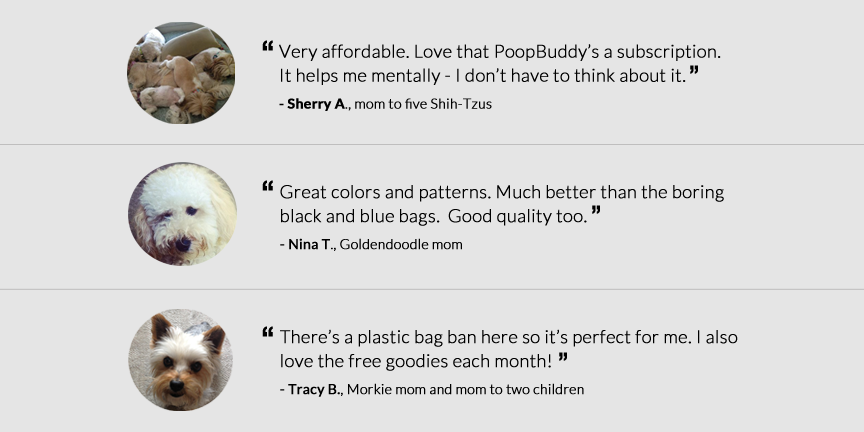 “ Very affordable. Love that PoopBuddy’s a subscription.
It helps me mentally - I don’t have to think about it. ”
- Sherry A., mom to five Shih-Tzus
“ Great colors and patterns. Much better than the boring
black and blue bags.  Good quality too. ”
- Nina T., Goldendoodle mom
“ There’s a plastic bag ban here so it’s perfect for me. I also
love the free goodies each month! ”
- Tracy B., Morkie mom and mom to two children